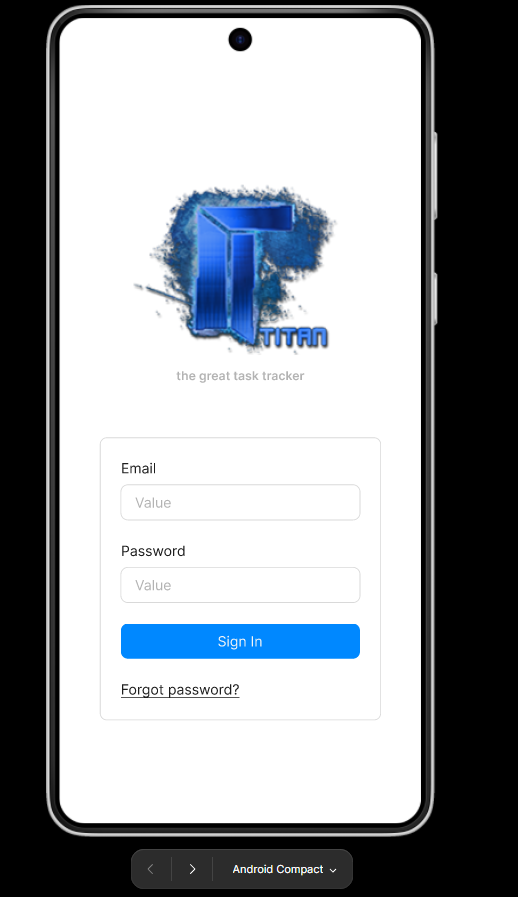 TITAN
the great task tracker
Email
Value
Password
Value
Sign In
Forgot password?
Android Compact